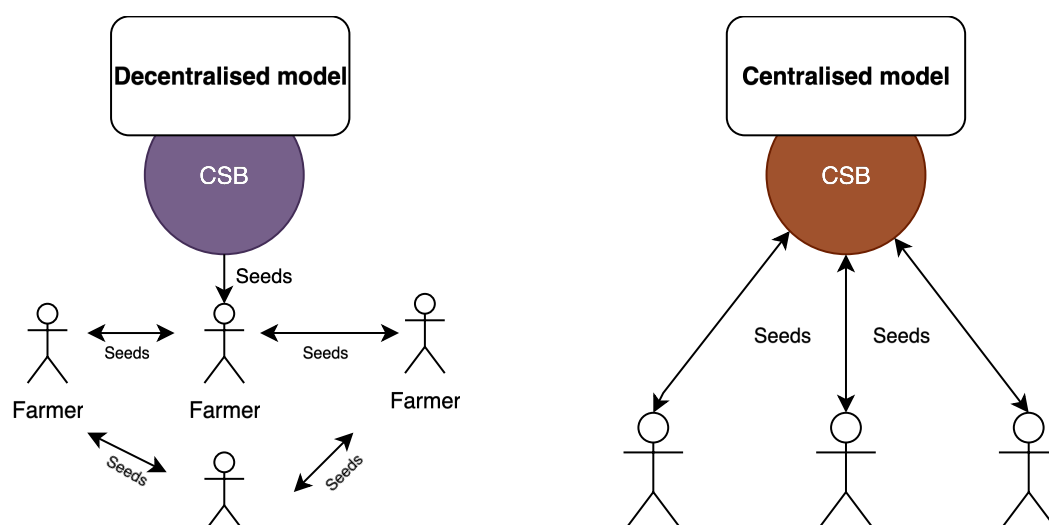 Decentralised model
CSB
Seeds
Seeds
Seeds
Farmer
Farmer
Farmer
Seeds
Seeds
Centralised model
CSB
Seeds
Seeds